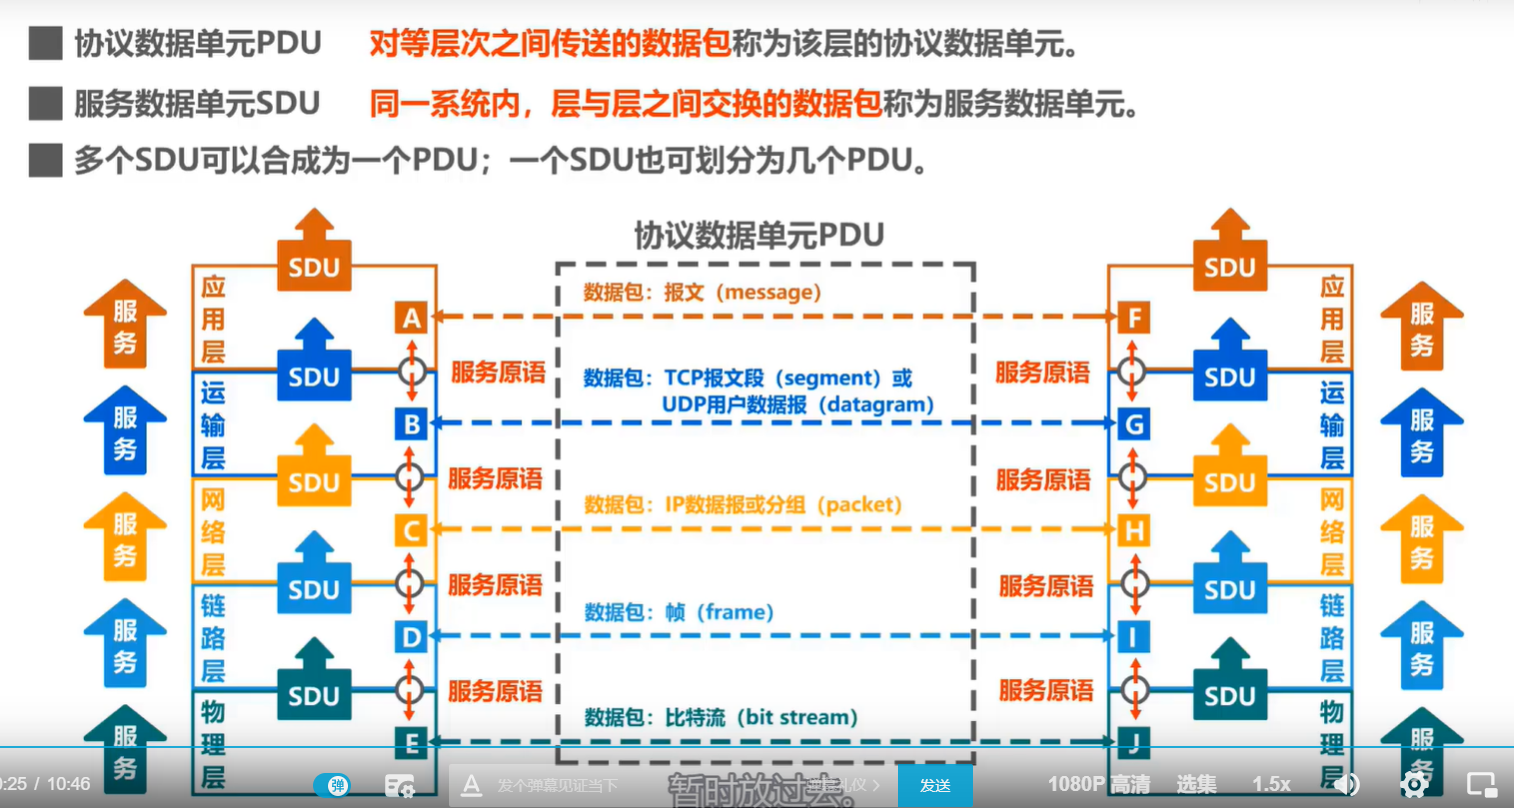 协议数据单元PDU 对等层次之间传送的数据包称为该层的协议数据单元。
服务数据单元SDU 同一系统内，层与层之间交换的数据包称为服务数据单元。
多个SDU可以合成为一个PDU；一个SDU也可划分为几个PDU。
协议数据单元PDU
服务
应用层
SDU
A
数据包：报文（message）
F
SDU
应用层
服务
服务原语
服务原语
服务
运输层
SDU
B
数据包：TCP报文段（segment）或
UDP用户数据报（datagram）
G
SDU
运输层
服务
服务原语
服务原语
服务
网络层
SDU
C
数据包：IP数据报或分组（packet）
H
SDU
网络层
服务
服务原语
服务原语
服务
链路层
SDU
D
数据包：帧（frame）
I
SDU
链路层
服务
服务原语
服务原语
服务
物理层
SDU
E
数据包：比特流（bit stream）
J
SDU
物理层
服务
暂时放过去。
:25 / 10:46
弹
A
发个弹幕见证当下
礼仪 >
发送
1080P 高清
选集
1.5x